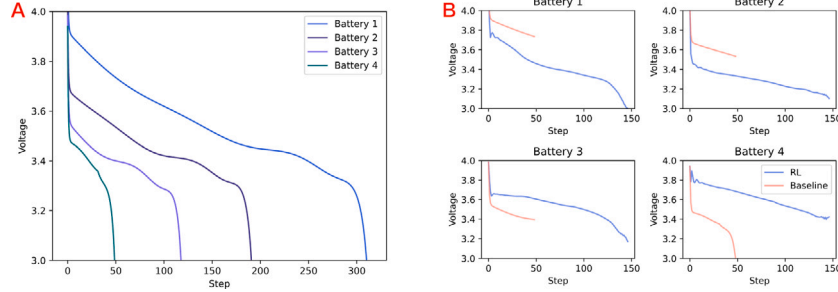 A
4.0
3.8
3.6
3.4
3.2
3.0
Voltage
0 50 100 150 200 250 300
Step
Battery 1
Battery 2
Battery 3
Battery 4
B
Battery 1
4.0
3.8
3.6
3.4
3.2
3.0
Voltage
0 50 100 150
Step
Battery 2
4.0
3.8
3.6
3.4
3.2
3.0
Voltage
0 50 100 150
Step
Battery 3
4.0
3.8
3.6
3.4
3.2
3.0
Voltage
0 50 100 150
Step
Battery 4
4.0
3.8
3.6
3.4
3.2
3.0
Voltage
0 50 100 150
Step
RL
Baseline